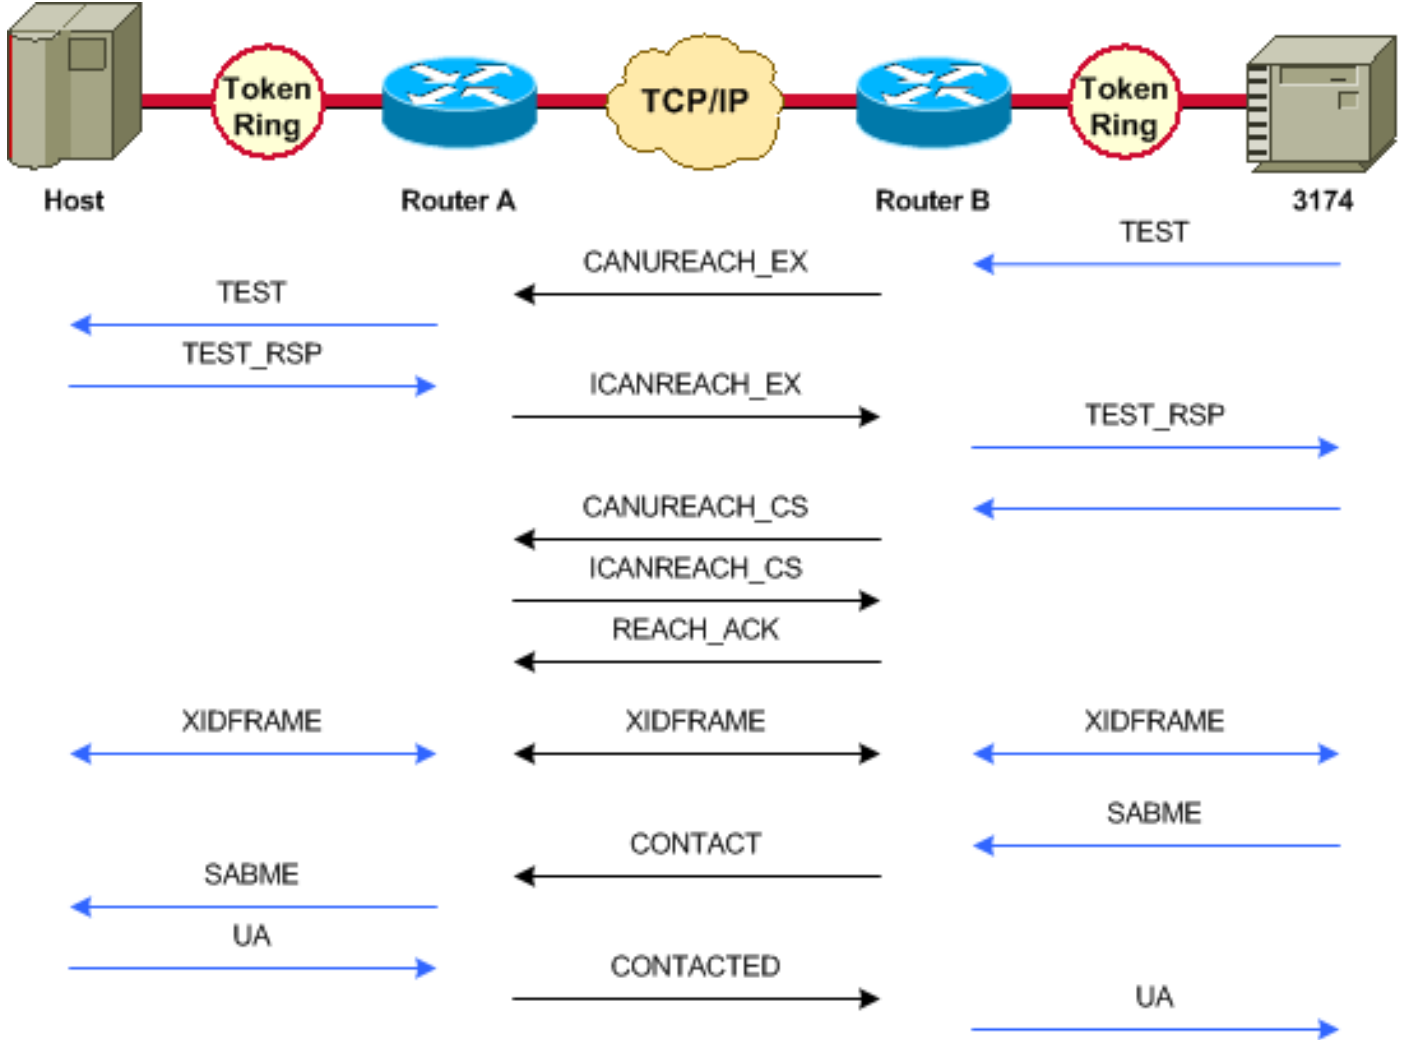 Token
Ring
TCP/IP
Token
Ring
Host
Router A
Router B
3174
TEST
CANUREACH_EX
TEST
TEST_RSP
ICANREACH_EX
TEST_RSP
CANUREACH_CS
ICANREACH_CS
REACH_ACK
XIDFRAME
XIDFRAME
XIDFRAME
SABME
CONTACT
SABME
UA
CONTACTED
UA